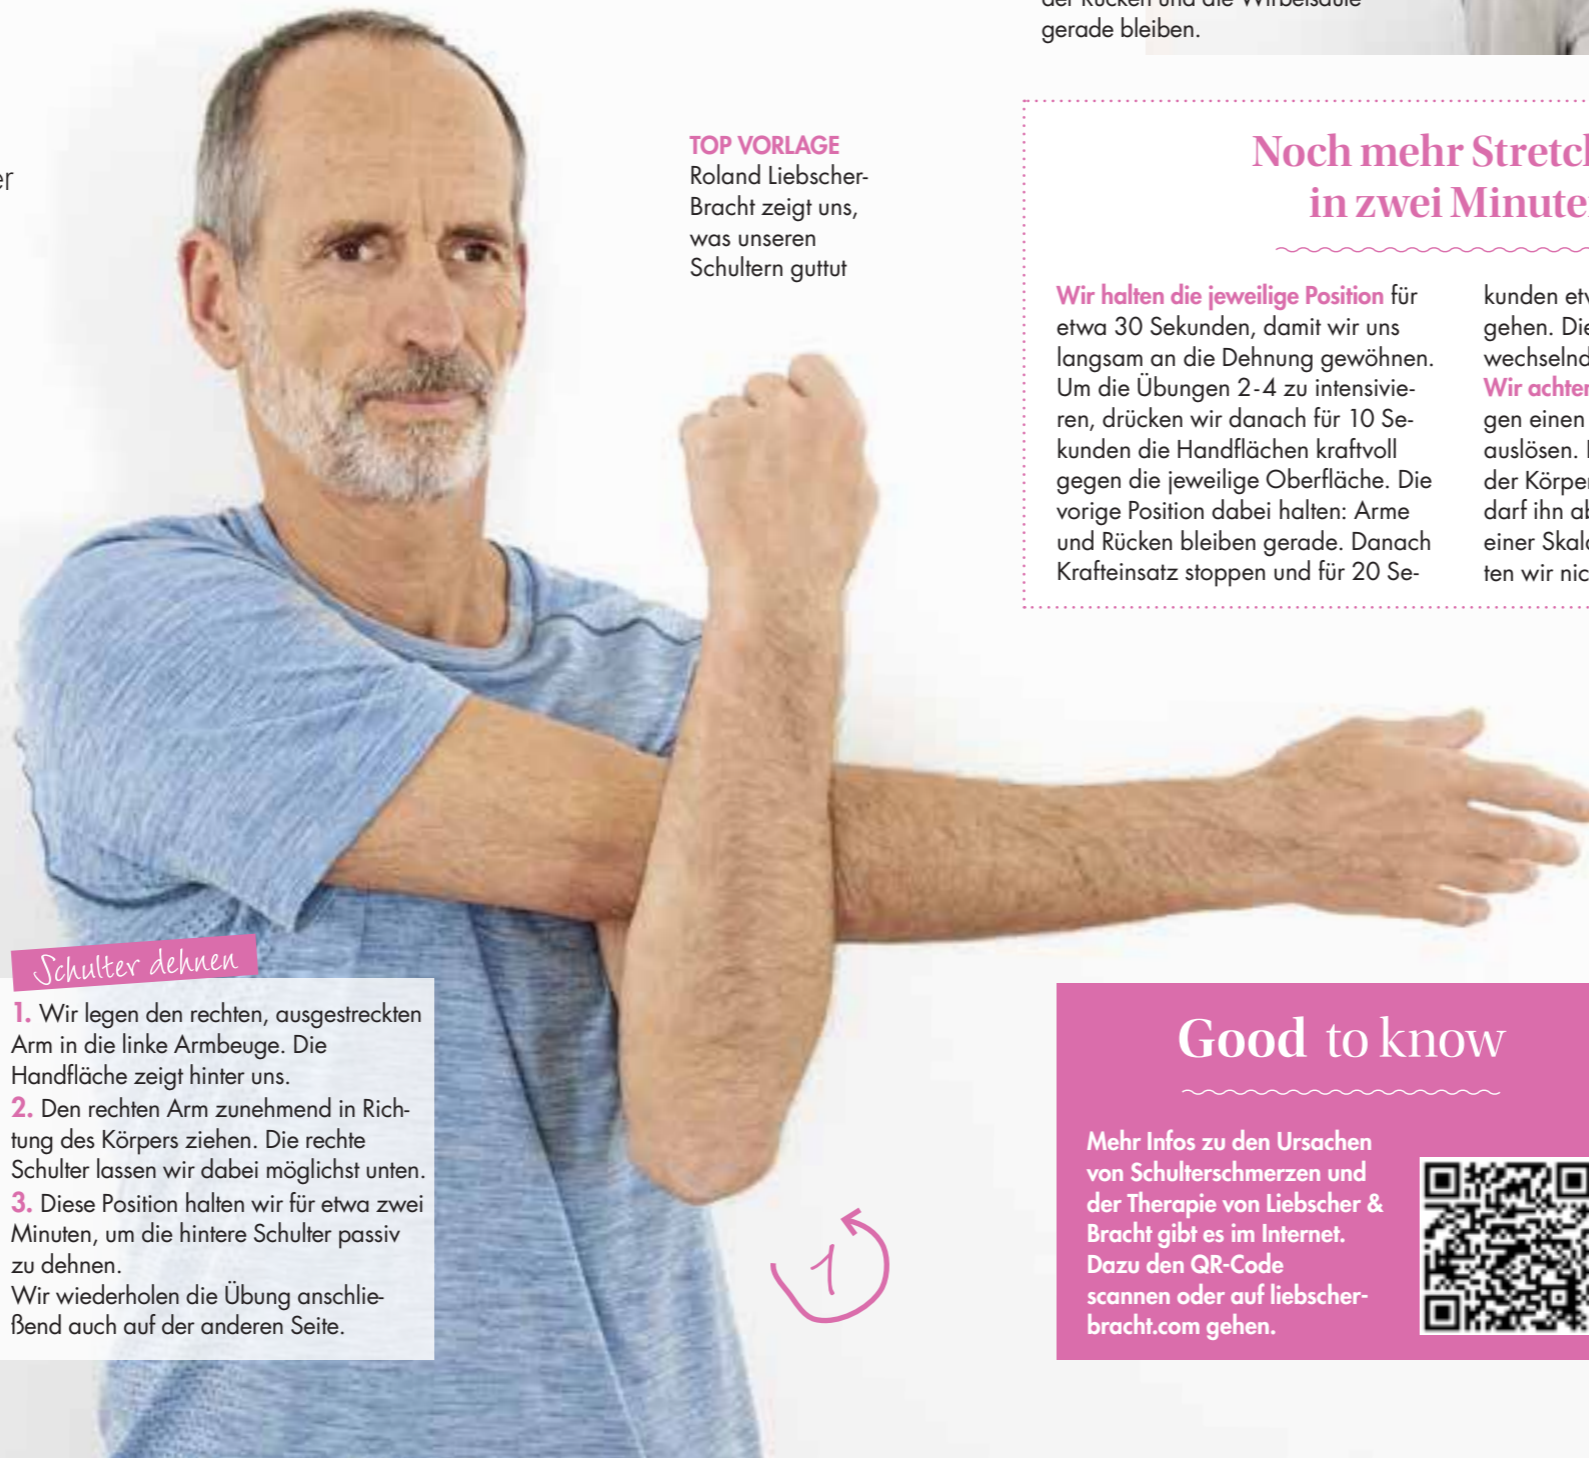 er
TOP VORLAGE
Roland Liebscher-
Bracht zeigt uns,
was unseren
Schultern guttut
gerade bleiben.
Noch mehr
in zwei
Wir halten die jeweilige Position für
etwa 30 Sekunden, damit wir uns
langsam an die Dehnung gewöhnen.
Um die Übungen 2-4 zu intensivie-
ren, drücken wir danach für 10 Se-
kunden die Handflächen kraftvoll
gegen die jeweilige Oberfläche. Die
vorige Position dabei halten: Arme
und Rücken bleiben gerade. Danach
Krafteinsatz stoppen und für 20 Se-
kunden
gehen.
Wir
gen einen
auslösen.
der
darf ihn
einer
ten wir
Schulter dehnen
1. Wir legen den rechten, ausgestreckten
Arm in die linke Armbeuge. Die
Handfläche zeigt hinter uns.
2. Den rechten Arm zunehmend in Rich-
tung des Körpers ziehen. Die rechte
Schulter lassen wir dabei möglichst unten.
3. Diese Position halten wir für etwa zwei
Minuten, um die hintere Schulter passiv
zu dehnen.
Wir wiederholen die Übung anschlie-
ßend auch auf der anderen Seite.
1
Good to know
Mehr Infos zu den Ursachen
von Schulterschmerzen und
der Therapie von Liebscher &
Bracht gibt es im Internet.
Dazu den QR-Code
scannen oder auf liebscher-
bracht.com gehen.